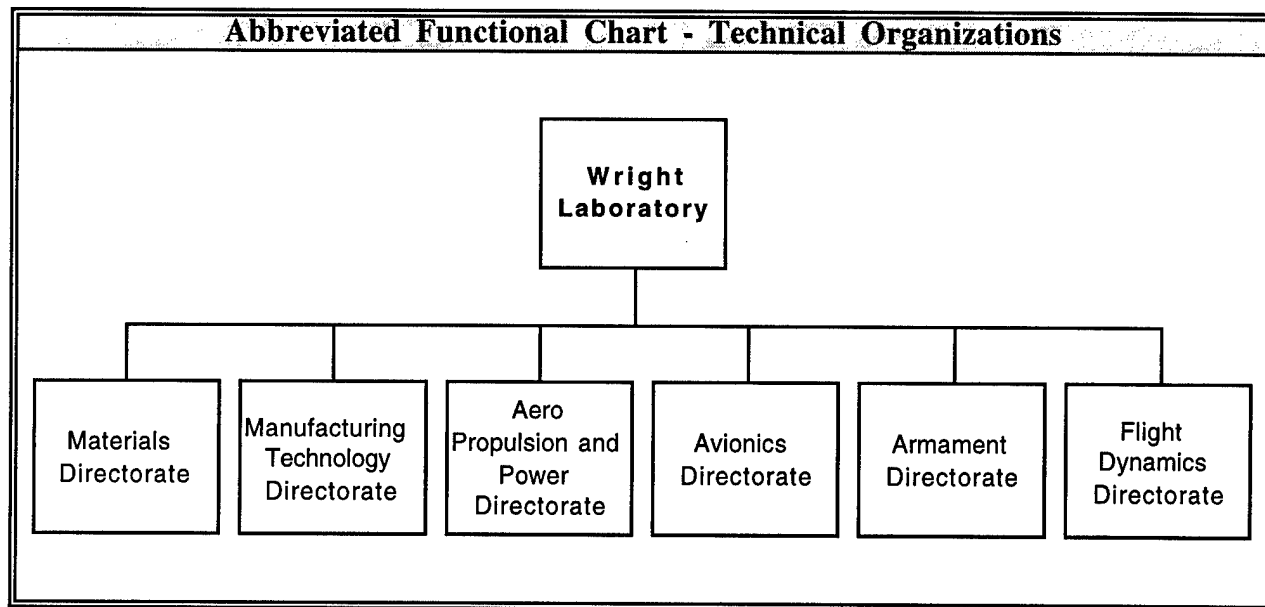 Abbreviated Functional Chart - Technical Organizations
Wright
Laboratory
Materials
Directorate
Manufacturing
Technology
Directorate
Aero
Propulsion and
Power
Directorate
Avionics
Directorate
Armament
Directorate
Flight
Dynamics
Directorate